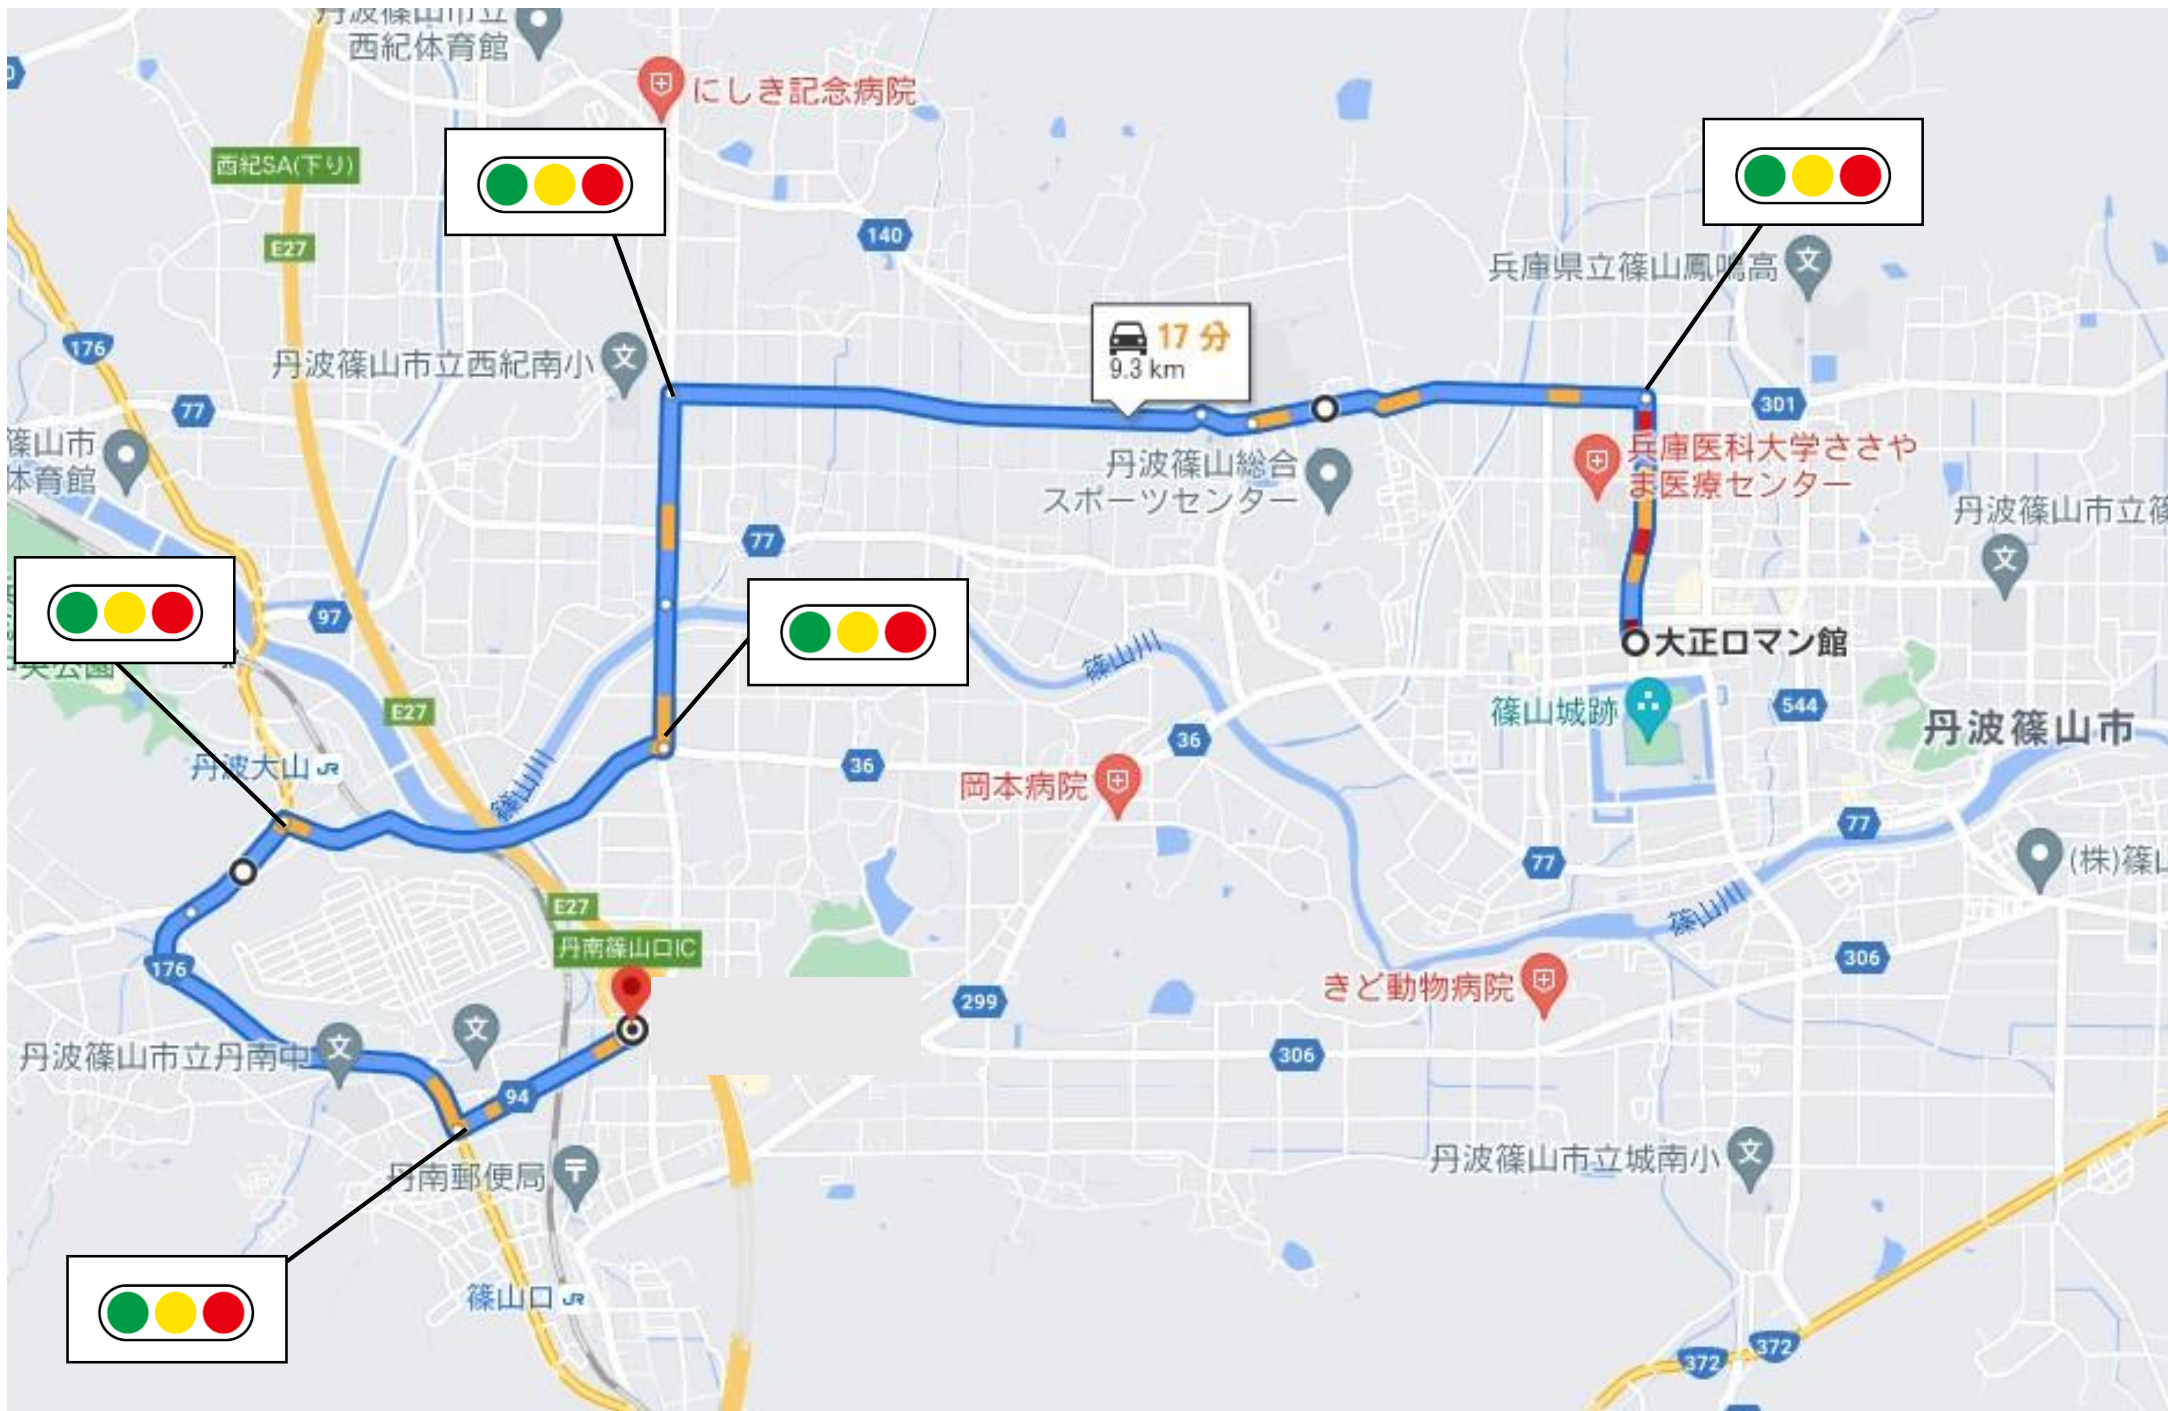 丹波篠山市立
西紀体育館
にしき記念病院
西紀SA(下り)
E27
140
兵庫県立篠山鳳鳴高
176
丹波篠山市立西紀南小
17 分
9.3 km
77
301
篠山市
体育館
兵庫医科大学ささや
ま医療センター
丹波篠山総合
スポーツセンター
丹波篠山市立篠
77
97
大正ロマン館
篠山川
央公園
E27
篠山城跡
544
丹波篠山市
36
36
丹波大山
岡本病院
篠山川
77
77
(株)篠山
E27
篠山川
丹南篠山口IC
176
306
きど動物病院
299
丹波篠山市立丹南中
306
94
丹波篠山市立城南小
丹南郵便局
篠山口
372
372